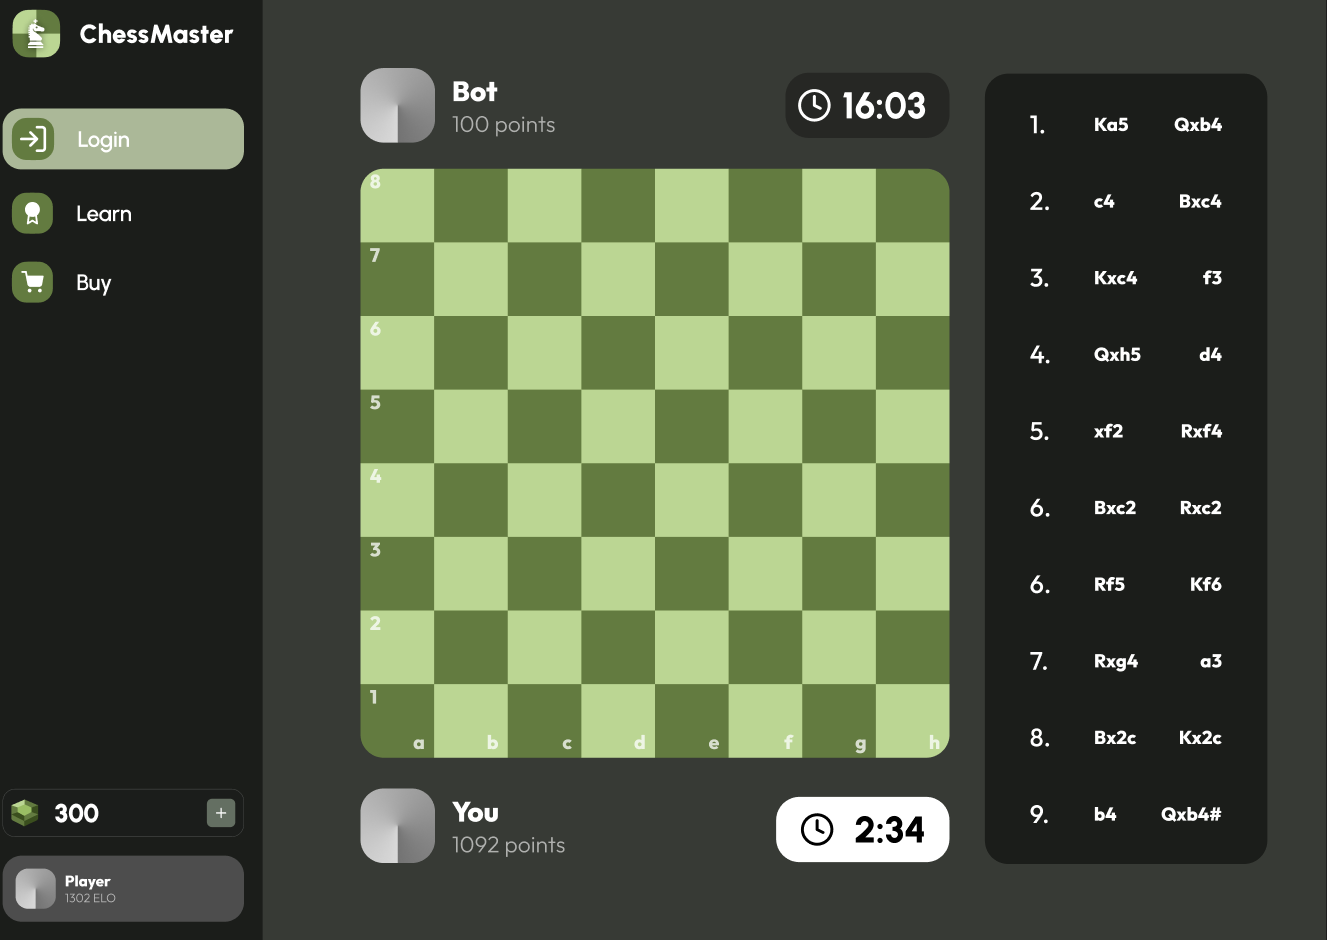 ChessMaster
Login
Learn
Buy
300
+
Player
1302 ELO
Bot
100 points
16:03
8
7
6
5
4
3
2
1
a b c d e f g h
You
1092 points
2:34
1. Ka5 Qxb4
2. c4 Bxc4
3. Kxc4 f3
4. Qxh5 d4
5. xf2 Rxf4
6. Bxc2 Rxc2
6. Rf5 Kf6
7. Rxg4 a3
8. Bx2c Kx2c
9. b4 Qxb4#